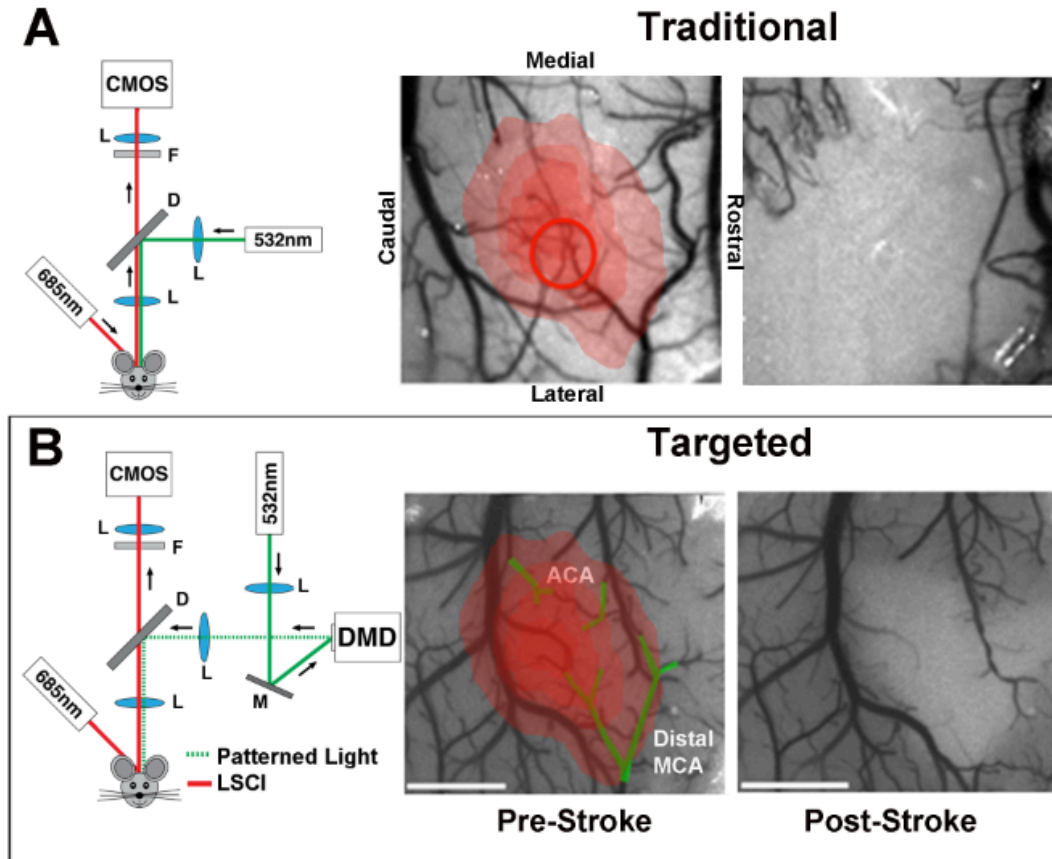 A
Traditional
CMOS
L
F
D
532nm
L
685nm
L
Medial
Caudal
Rostral
Lateral
B
Targeted
CMOS
532nm
L
F
L
D
DMD
L
685nm
L
M
Patterned Light
LSCI
ACA
Distal
MCA
Pre-Stroke
Post-Stroke